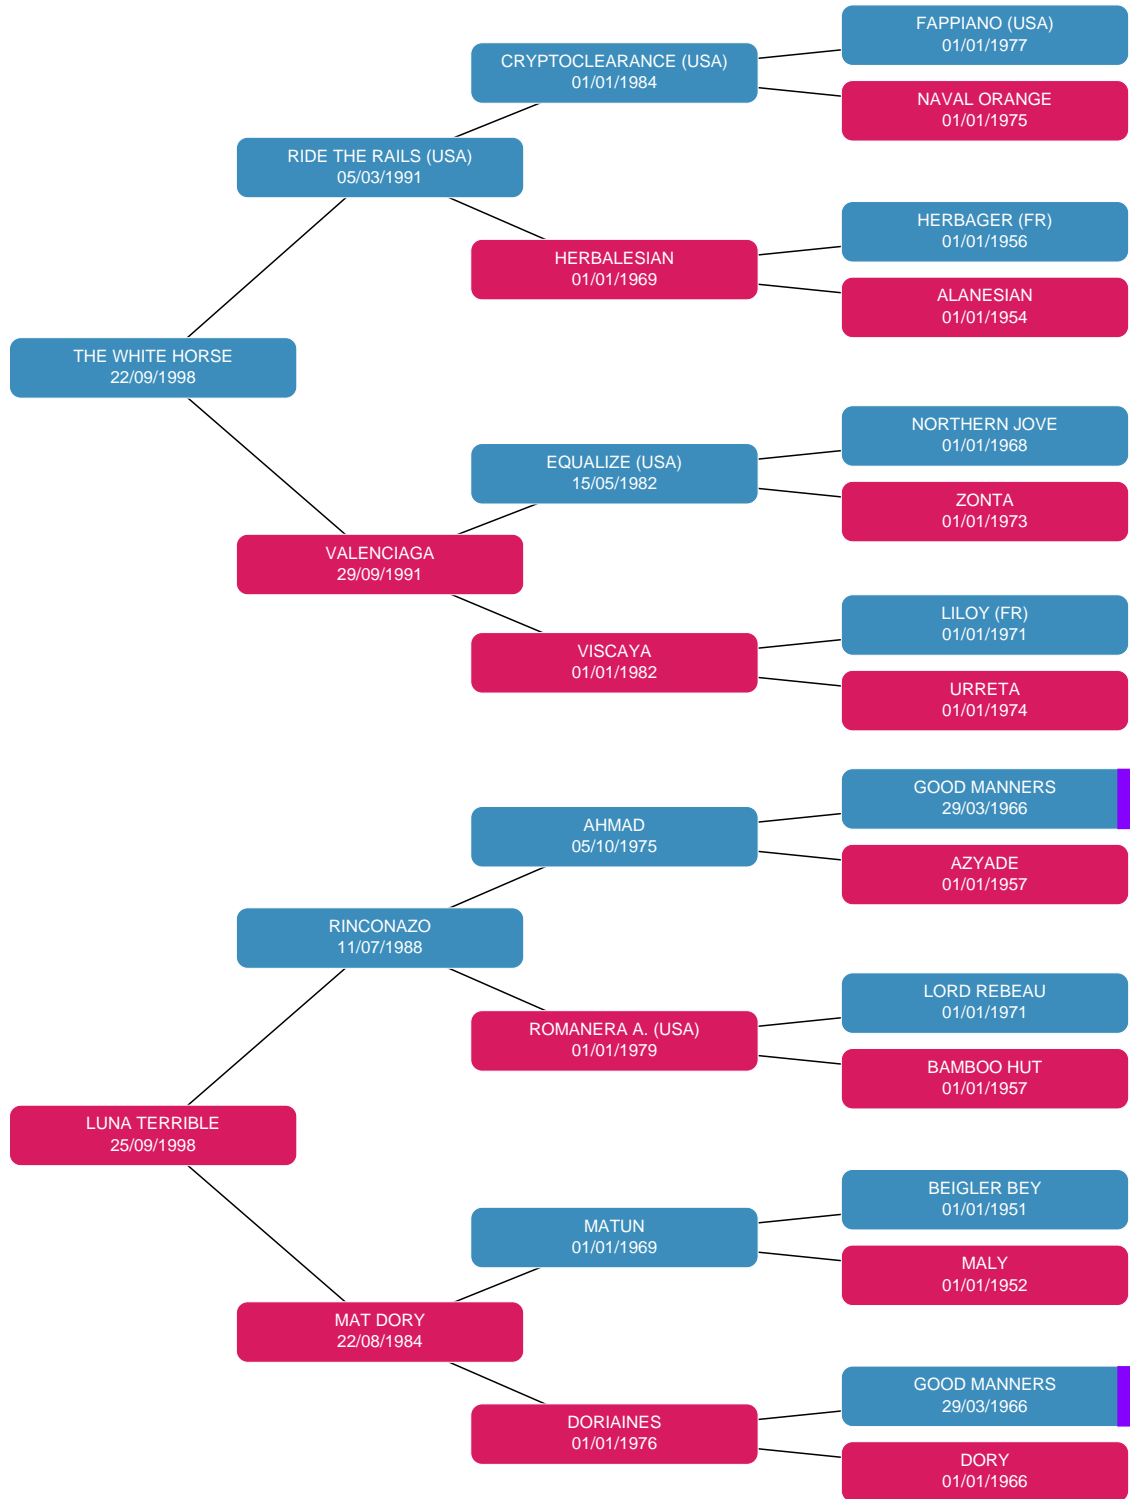 FAPPIANO (USA)
01/01/1977
CRYPTOCLEARANCE (USA)
01/01/1984
NAVAL ORANGE
01/01/1975
RIDE THE RAILS (USA)
05/03/1991
HERBAGER (FR)
01/01/1956
HERBALESIAN
01/01/1969
ALANESIAN
01/01/1954
THE WHITE HORSE
22/09/1998
NORTHERN JOVE
01/01/1968
EQUALIZE (USA)
15/05/1982
ZONTA
01/01/1973
VALENCIAGA
29/09/1991
LILOY (FR)
01/01/1971
VISCAYA
01/01/1982
URRETA
01/01/1974
GOOD MANNERS
29/03/1966
AHMAD
05/10/1975
AZYADE
01/01/1957
RINCONAZO
11/07/1988
LORD REBEAU
01/01/1971
ROMANERA A. (USA)
01/01/1979
BAMBOO HUT
01/01/1957
LUNA TERRIBLE
25/09/1998
BEIGLER BEY
01/01/1951
MATUN
01/01/1969
MALY
01/01/1952
MAT DORY
22/08/1984
GOOD MANNERS
29/03/1966
DORIAINES
01/01/1976
DORY
01/01/1966